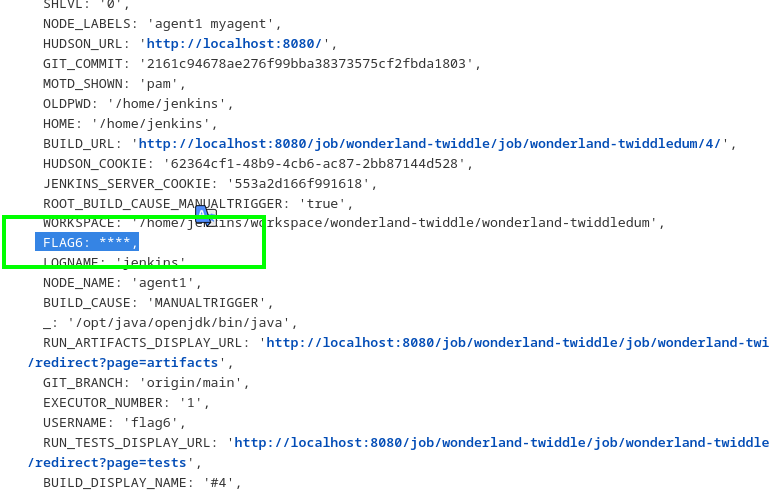 SHLVL: '0',
NODE_LABELS: 'agent1 myagent',
HUDSON_URL: 'http://localhost:8080/',
GIT_COMMIT: '2161c94678ae276f99bba38373575cf2fbda1803',
MOTD_SHOWN: 'pam',
OLDPWD: '/home/jenkins',
HOME: '/home/jenkins',
BUILD_URL: 'http://localhost:8080/job/wonderland-twiddle/job/wonderland-twiddledum/4/',
HUDSON_COOKIE: '62364cf1-48b9-4cb6-ac87-2bb87144d528',
JENKINS_SERVER_COOKIE: '553a2d166f991618',
ROOT_BUILD_CAUSE_MANUALTRIGGER: 'true',
WORKSPACE: '/home/jenkins/workspace/wonderland-twiddle/wonderland-twiddledum',
FLAG6: ****,
LOGNAME: 'jenkins'
NODE_NAME: 'agent1',
BUILD_CAUSE: 'MANUALTRIGGER',
_: '/opt/java/openjdk/bin/java',
RUN_ARTIFACTS_DISPLAY_URL: 'http://localhost:8080/job/wonderland-twiddle/job/wonderland-twi
/redirect?page=artifacts',
GIT_BRANCH: 'origin/main',
EXECUTOR_NUMBER: '1',
USERNAME: 'flag6',
RUN_TESTS_DISPLAY_URL: 'http://localhost:8080/job/wonderland-twiddle/job/wonderland-twiddle
/redirect?page=tests',
BUILD_DISPLAY_NAME: '#4',